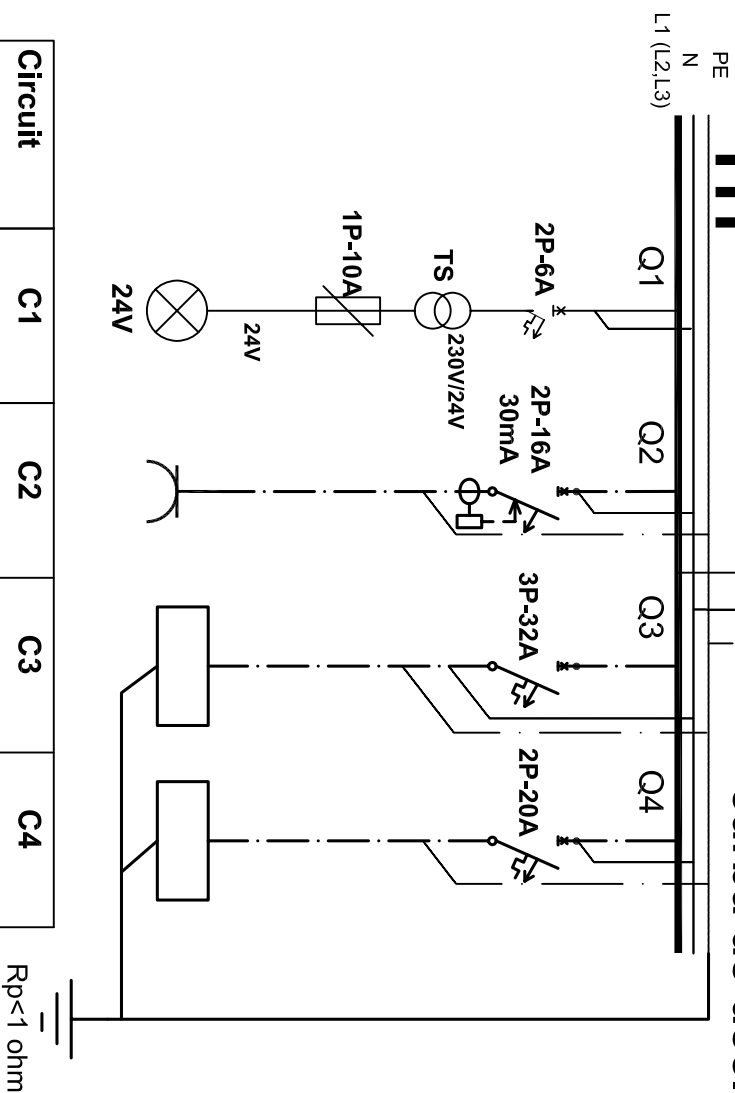 PE
N
L1 (L2,L3)
Q1
Q2
Q3
Q4
2P-6A
2P-16A
30mA
3P-32A
2P-20A
TS
230V/24V
1P-10A
24V
24V
Circuit
C1
C2
C3
C4
Rp<1 ohm